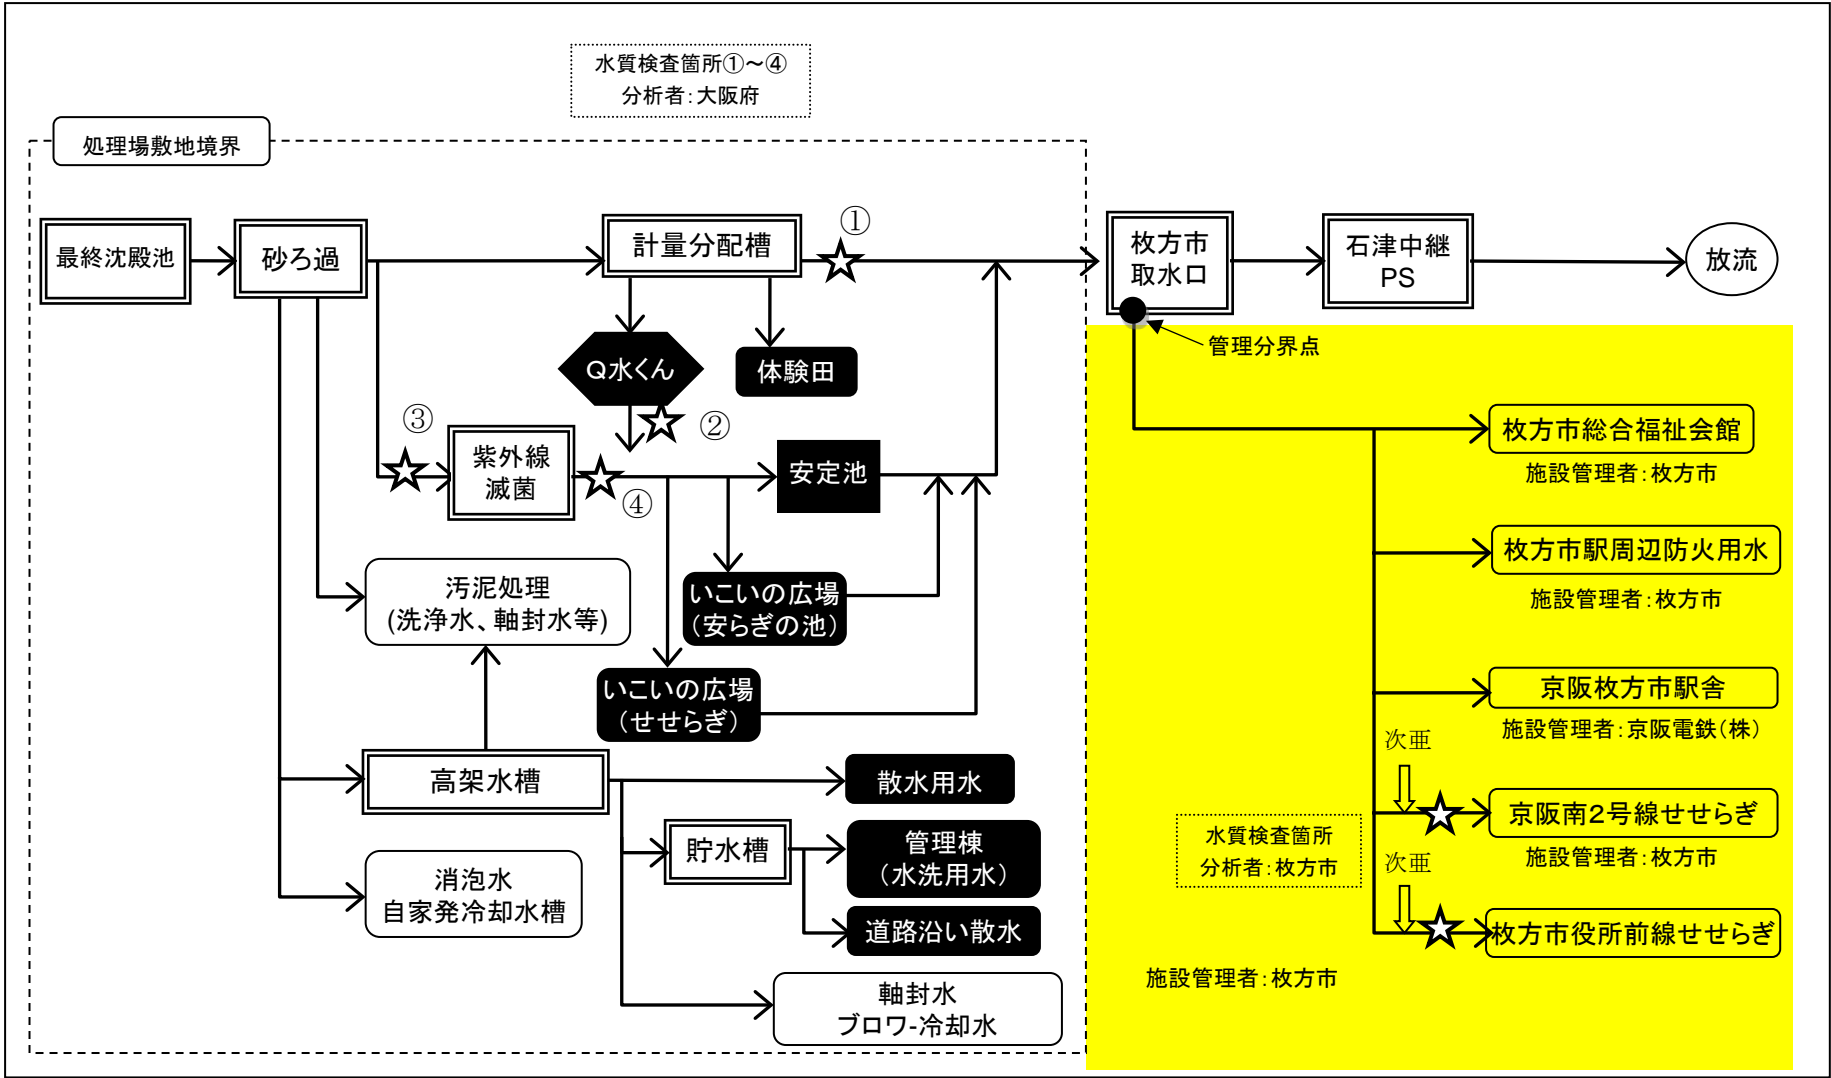 水質検査箇所①～④
分析者：大阪府
処理場敷地境界
最終沈殿池
砂ろ過
計量分配槽
①
枚方市
取水口
石津中継
PS
放流
管理分界点
Q水くん
体験田
②
③
紫外線
滅菌
④
安定池
汚泥処理
(洗浄水、軸封水等)
いこいの広場
（安らぎの池）
いこいの広場
（せせらぎ）
高架水槽
散水用水
貯水槽
管理棟
（水洗用水）
道路沿い散水
消泡水
自家発冷却水槽
軸封水
ブロワ-冷却水
枚方市総合福祉会館
施設管理者：枚方市
枚方市駅周辺防火用水
施設管理者：枚方市
京阪枚方市駅舎
施設管理者：京阪電鉄（株）
次亜
京阪南２号線せせらぎ
施設管理者：枚方市
水質検査箇所
分析者：枚方市
次亜
枚方市役所前線せせらぎ
施設管理者：枚方市